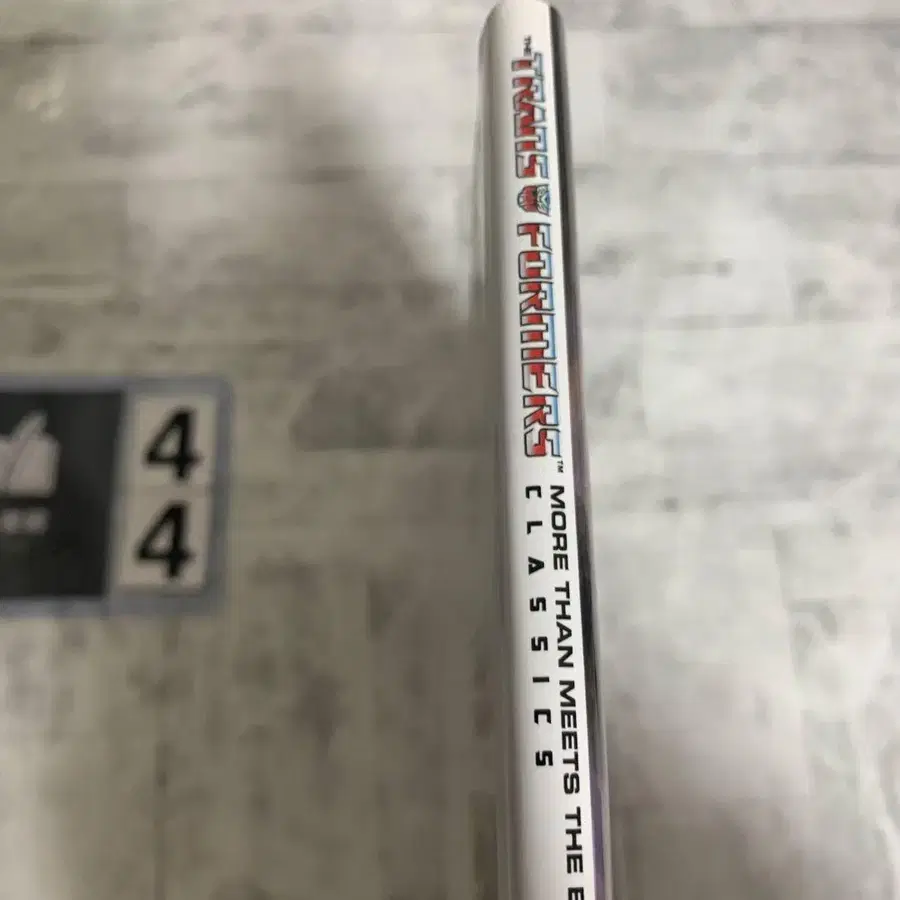 THE TRANSFORMERS™
MORE THAN MEETS THE E
CLASSICS
4
4